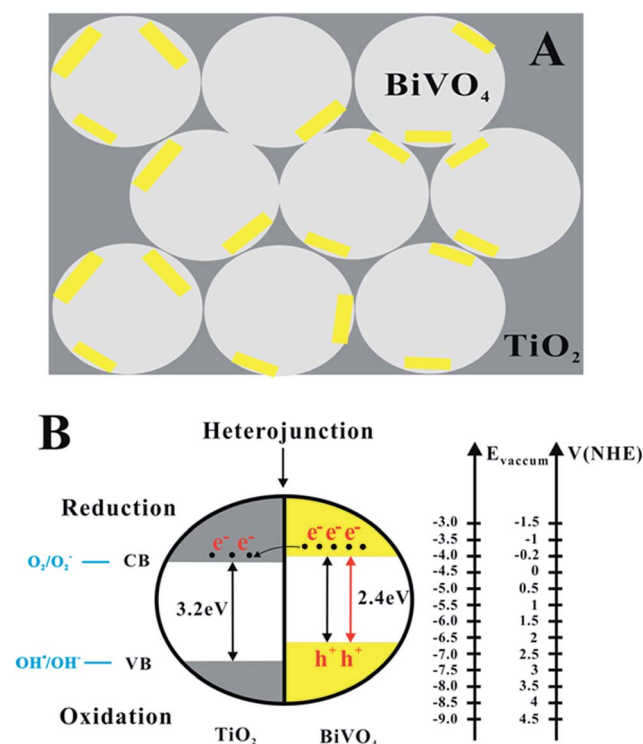 A
BiVO₄
TiO₂
B
Heterojunction
E_vaccum V(NHE)
Reduction
e⁻ e⁻ e⁻ e⁻ e⁻
O₂/O₂⁻ CB
3.2eV 2.4eV
OH•/OH⁻ VB
h⁺ h⁺
Oxidation
TiO₂ BiVO₄
-3.0 -1.5
-3.5 -1
-4.0 -0.2
-4.5 0
-5.0 0.5
-5.5 1
-6.0 1.5
-6.5 2
-7.0 2.5
-7.5 3
-8.0 3.5
-8.5 4
-9.0 4.5